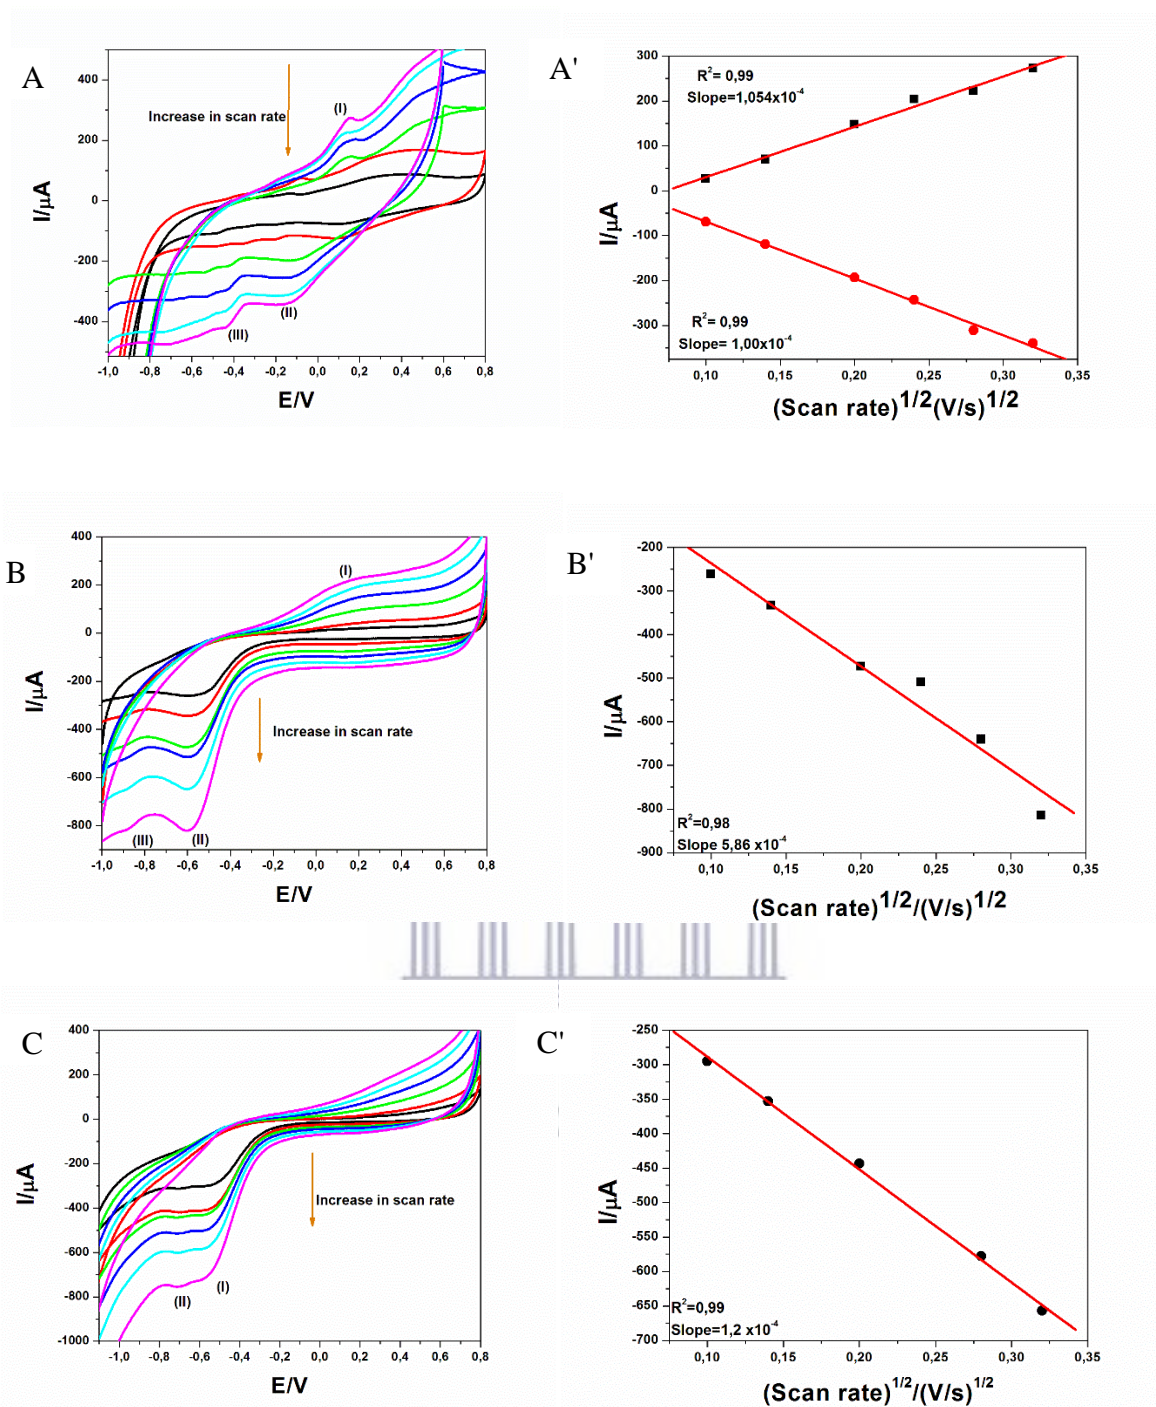 A
400
200
0
-200
-400
I/µA
Increase in scan rate
(I)
(II)
(III)
-1,0 -0,8 -0,6 -0,4 -0,2 0,0 0,2 0,4 0,6 0,8
E/V
A'
300
200
100
0
-100
-200
-300
I/µA
R2= 0,99
Slope=1,054x10-4
R2= 0,99
Slope= 1,00x10-4
0,10 0,15 0,20 0,25 0,30 0,35
(Scan rate)1/2(V/s)1/2
B
400
200
0
-200
-400
-600
-800
I/µA
(I)
Increase in scan rate
(III) (II)
-1,0 -0,8 -0,6 -0,4 -0,2 0,0 0,2 0,4 0,6 0,8
E/V
B'
-200
-300
-400
-500
-600
-700
-800
-900
I/µA
R2=0,98
Slope 5,86 x10-4
0,10 0,15 0,20 0,25 0,30 0,35
(Scan rate)1/2/(V/s)1/2
C
400
200
0
-200
-400
-600
-800
-1000
I/µA
Increase in scan rate
(I)
(II)
-1,0 -0,8 -0,6 -0,4 -0,2 0,0 0,2 0,4 0,6 0,8
E/V
C'
-250
-300
-350
-400
-450
-500
-550
-600
-650
-700
I/µA
R2=0,99
Slope=1,2 x10-4
0,10 0,15 0,20 0,25 0,30 0,35
(Scan rate)1/2/(V/s)1/2